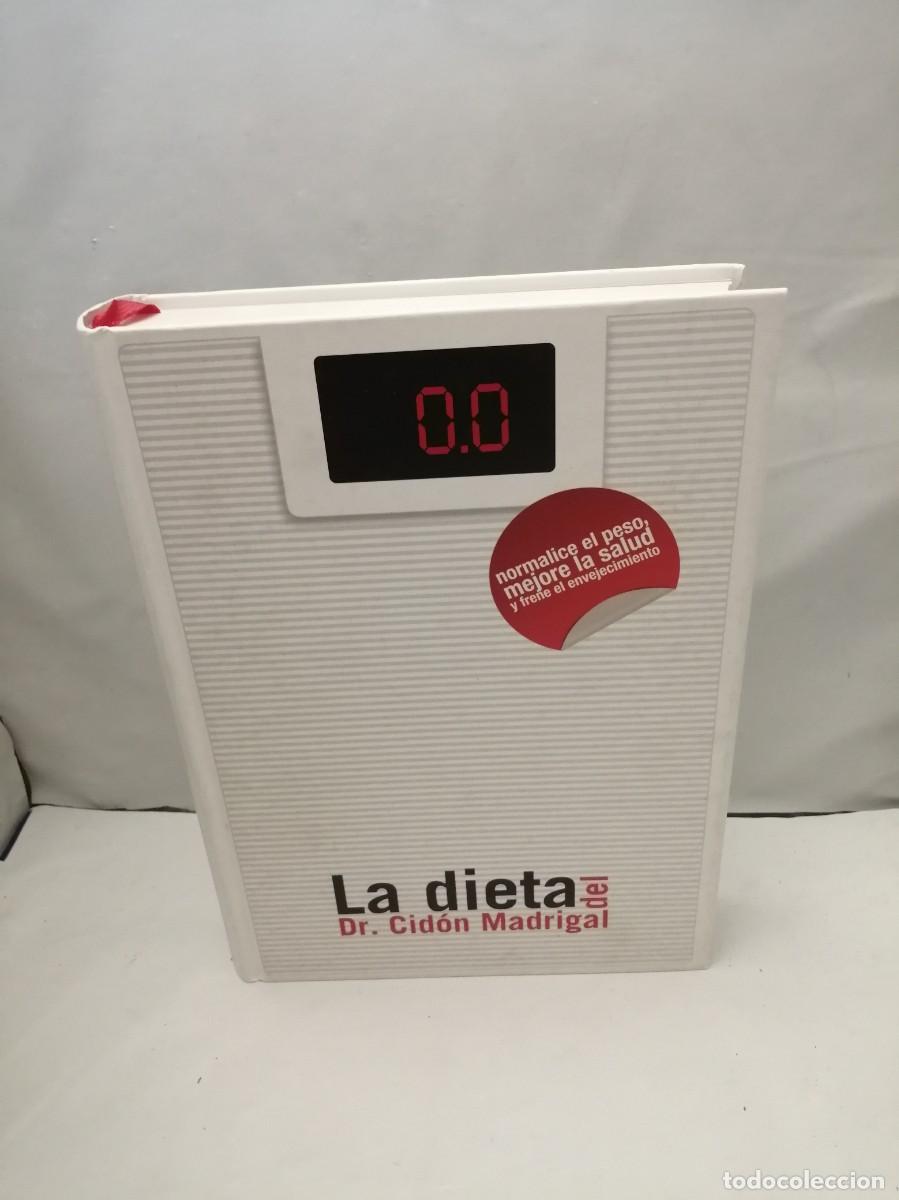 0.0
normalice el peso,
mejore la salud
y frene el envejecimiento
La dieta del
Dr. Cidón Madrigal
todocoleccion